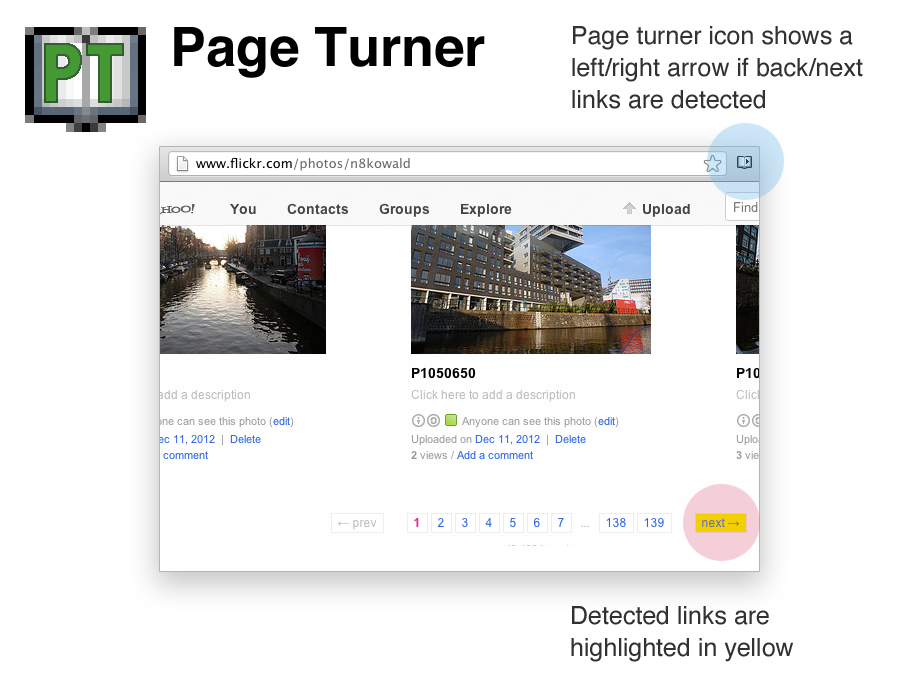 PT
Page Turner
Page turner icon shows a
left/right arrow if back/next
links are detected
www.flickr.com/photos/n8kowald
HOO!
You Contacts Groups Explore Upload Find
P1050650
P10
add a description
Click here to add a description
Clic
one can see this photo (edit)
Anyone can see this photo (edit)
ec 11, 2012 | Delete
Uploaded on Dec 11, 2012 | Delete
Uploa
comment
2 views / Add a comment
3 vie
← prev 1 2 3 4 5 6 7 ... 138 139 next →
Detected links are
highlighted in yellow